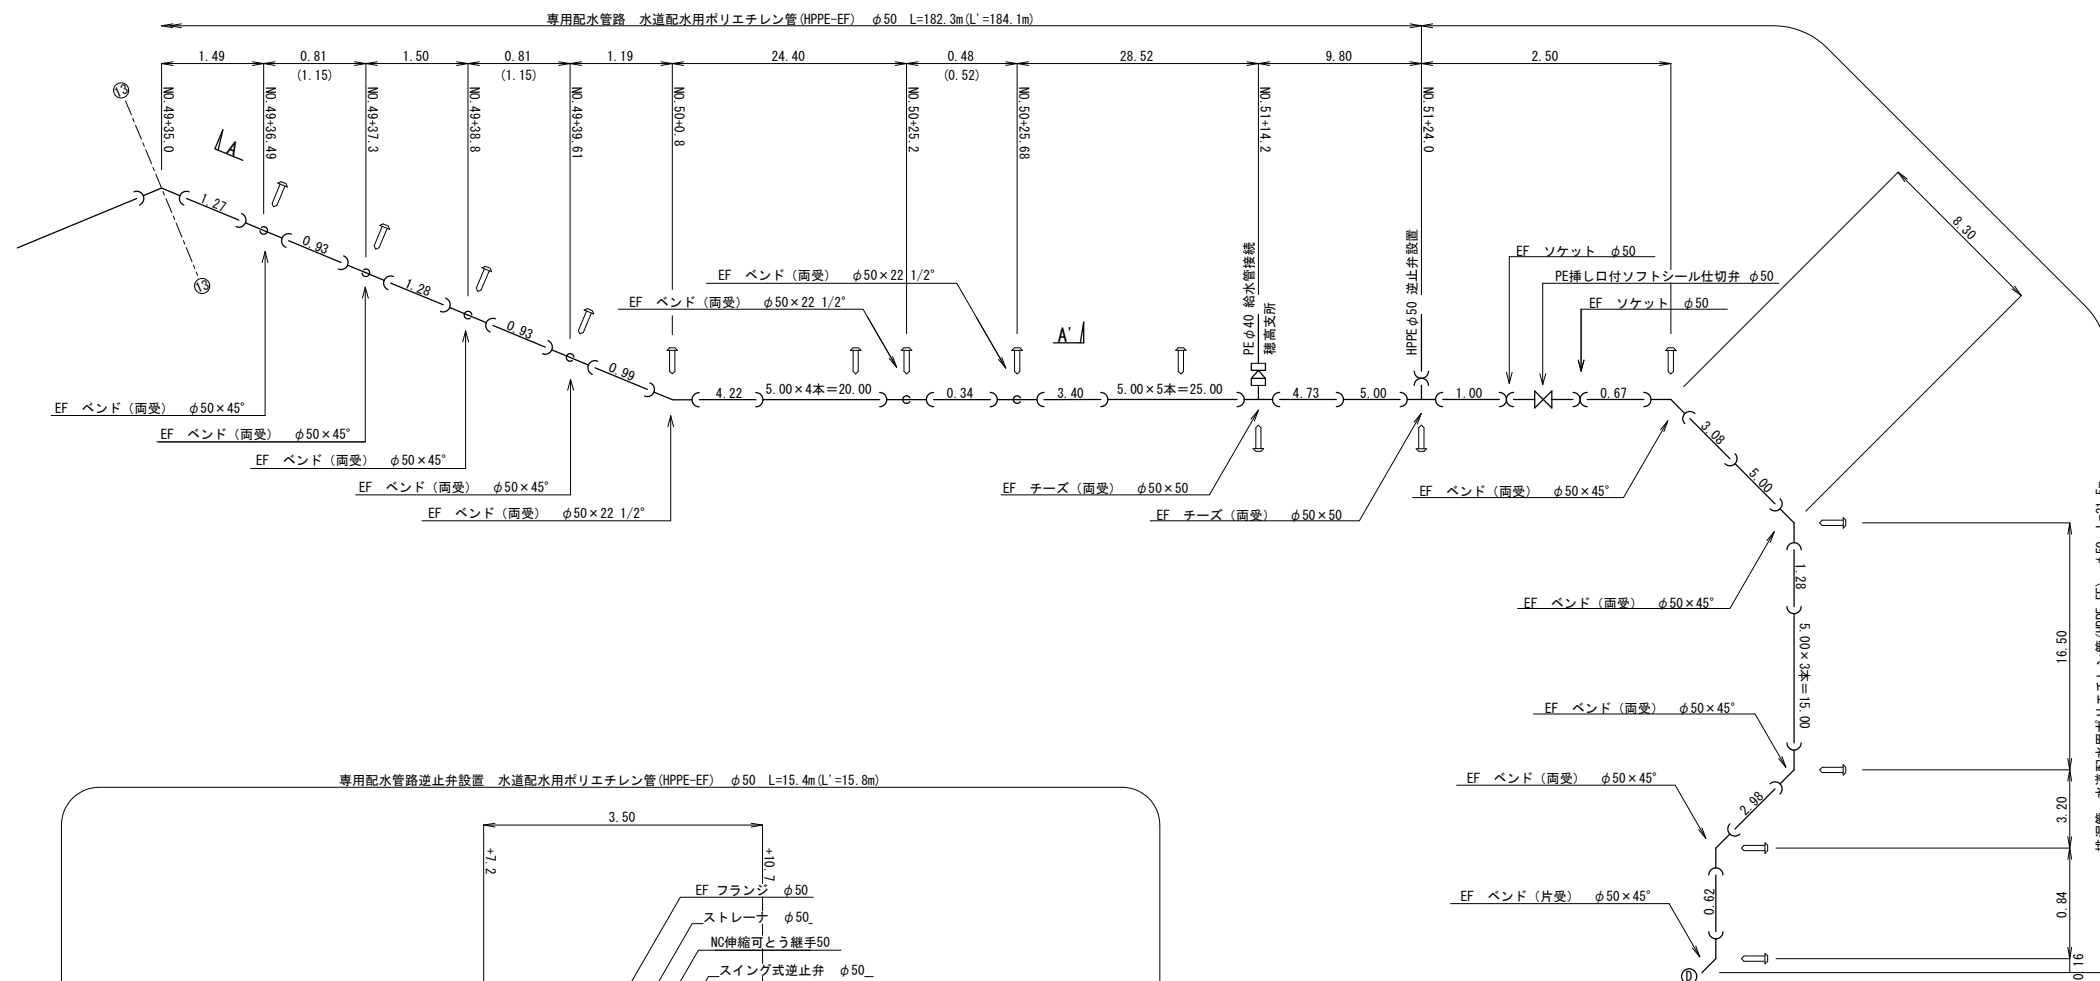 専用配水管路　水道配水用ポリエチレン管(HPPE-EF)　φ50　L=182.3m(L'=184.1m)
1.49　0.81　1.50　0.81　1.19　24.40　0.48　28.52　9.80　2.50
(1.15)　(1.15)　(0.52)
NO.49+35.0
NO.49+36.49
NO.49+37.3
NO.49+38.8
NO.49+39.61
NO.50+0.8
NO.50+25.2
NO.50+25.68
NO.51+14.2
NO.51+24.0
⑬
A
⑬
1.27
0.93
1.28
0.93
0.99
8.30
PEφ40 給水管接続
穂高支所
HPPEφ50 逆止弁設置
EF　ソケット　φ50
EF　ベンド（両受）　φ50×22 1/2°
PE挿し口付ソフトシール仕切弁 φ50
EF　ベンド（両受）　φ50×22 1/2°
EF　ソケット　φ50
A'
4.22　5.00×4本＝20.00　0.34　3.40　5.00×5本＝25.00　4.73　5.00　1.00　0.67
EF　ベンド（両受）　φ50×45°
EF　ベンド（両受）　φ50×45°
EF　ベンド（両受）　φ50×45°
EF　ベンド（両受）　φ50×45°
EF　ベンド（両受）　φ50×22 1/2°
EF　チーズ（両受）　φ50×50
EF　チーズ（両受）　φ50×50
EF　ベンド（両受）　φ50×45°
3.08
5.00
1.28
EF　ベンド（両受）　φ50×45°
5.00×3本＝15.00
16.50
EF　ベンド（両受）　φ50×45°
EF　ベンド（両受）　φ50×45°
2.98
3.20
EF　ベンド（片受）　φ50×45°
0.62
0.84
Ⓓ
0.16
専用配水管路逆止弁設置　水道配水用ポリエチレン管(HPPE-EF)　φ50　L=15.4m(L'=15.8m)
3.50
+7.2
+10.7
EF フランジ　φ50
ストレーナ　φ50
NC伸縮可とう継手50
スイング式逆止弁　φ50